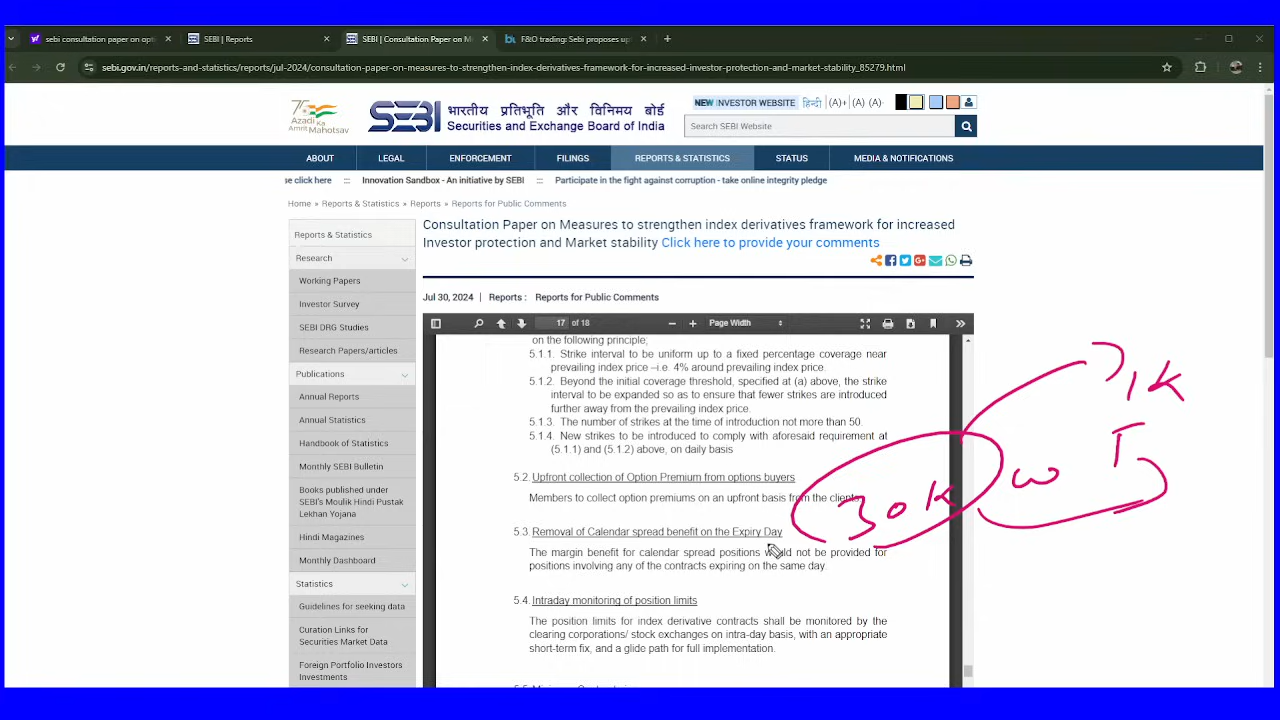 sebi consultation paper on opti
SEBI | Reports
SEBI | Consultation Paper on M
F&O trading: Sebi proposes up
sebi.gov.in/reports-and-statistics/reports/jul-2024/consultation-paper-on-measures-to-strengthen-index-derivatives-framework-for-increased-investor-protection-and-market-stability_85279.html
75
Azadi Ka
Amrit Mahotsav
SEBI
भारतीय प्रतिभूति और विनिमय बोर्ड
Securities and Exchange Board of India
NEW INVESTOR WEBSITE हिन्दी (A)+ (A) (A)-
Search SEBI Website
ABOUT LEGAL ENFORCEMENT FILINGS REPORTS & STATISTICS STATUS MEDIA & NOTIFICATIONS
se click here ::: Innovation Sandbox - An initiative by SEBI ::: Participate in the fight against corruption - take online integrity pledge
Home » Reports & Statistics » Reports » Reports for Public Comments
Reports & Statistics
Research
Working Papers
Investor Survey
SEBI DRG Studies
Research Papers/articles
Publications
Annual Reports
Annual Statistics
Handbook of Statistics
Monthly SEBI Bulletin
Books published under
SEBI's Moulik Hindi Pustak
Lekhan Yojana
Hindi Magazines
Monthly Dashboard
Statistics
Guidelines for seeking data
Curation Links for
Securities Market Data
Foreign Portfolio Investors
Investments
Consultation Paper on Measures to strengthen index derivatives framework for increased
Investor protection and Market stability Click here to provide your comments
Jul 30, 2024 | Reports : Reports for Public Comments
17 of 18 Page Width
on the following principle;
5.1.1. Strike interval to be uniform up to a fixed percentage coverage near
prevailing index price –i.e. 4% around prevailing index price.
5.1.2. Beyond the initial coverage threshold, specified at (a) above, the strike
interval to be expanded so as to ensure that fewer strikes are introduced
further away from the prevailing index price.
5.1.3. The number of strikes at the time of introduction not more than 50.
5.1.4. New strikes to be introduced to comply with aforesaid requirement at
(5.1.1) and (5.1.2) above, on daily basis
5.2. Upfront collection of Option Premium from options buyers
Members to collect option premiums on an upfront basis from the clients
5.3. Removal of Calendar spread benefit on the Expiry Day
The margin benefit for calendar spread positions would not be provided for
positions involving any of the contracts expiring on the same day.
5.4. Intraday monitoring of position limits
The position limits for index derivative contracts shall be monitored by the
clearing corporations/ stock exchanges on intra-day basis, with an appropriate
short-term fix, and a glide path for full implementation.
30K